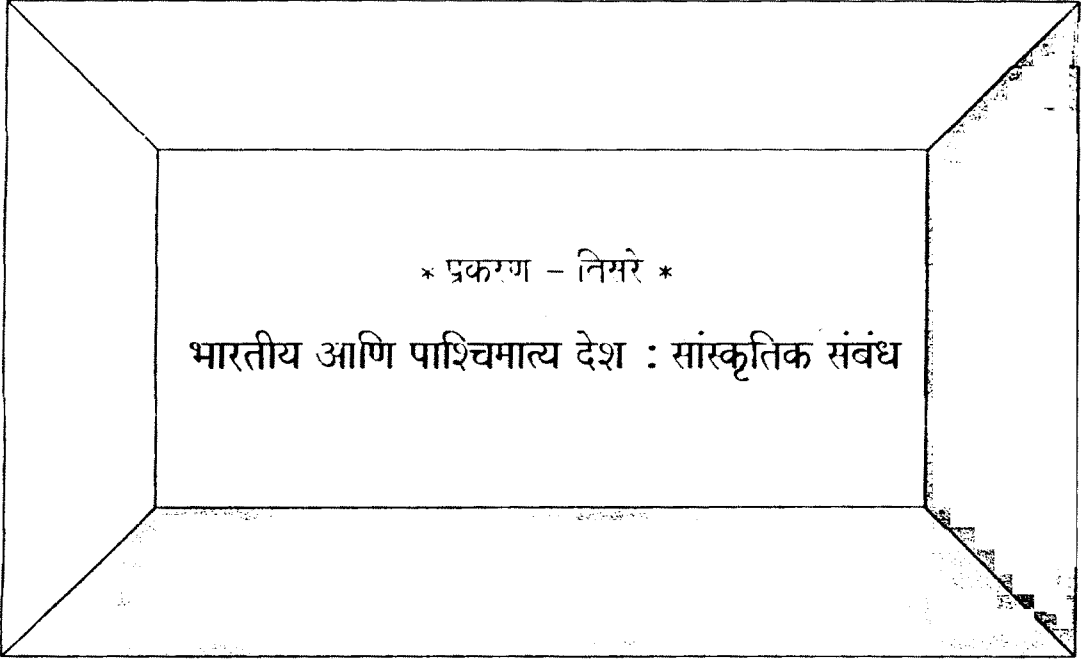 * प्रकरण – तिसरे *
भारतीय आणि पाश्चिमात्य देश : सांस्कृतिक संबंध